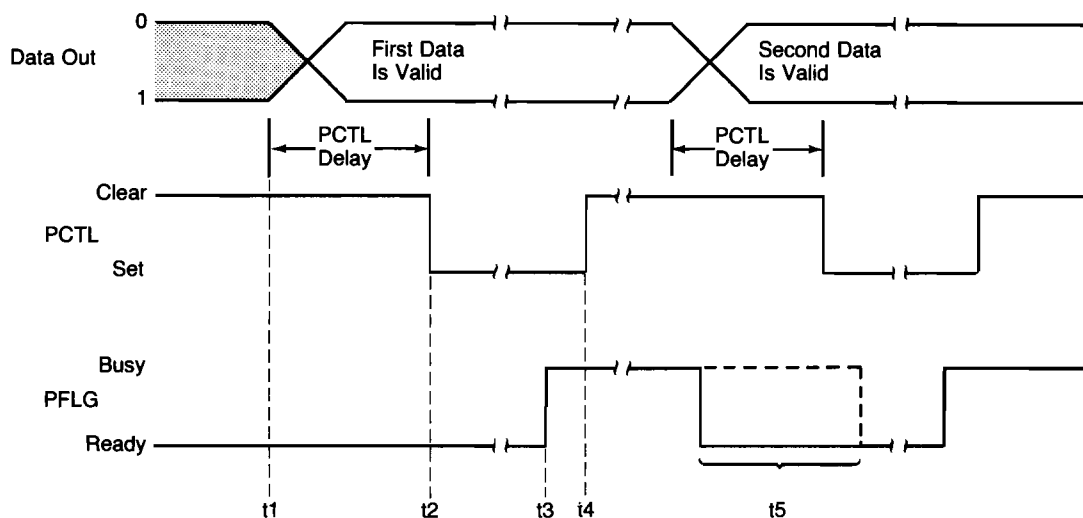 0
Data Out
1
First Data
Is Valid
Second Data
Is Valid
PCTL
Delay
PCTL
Delay
Clear
PCTL
Set
Busy
PFLG
Ready
t1
t2
t3
t4
t5